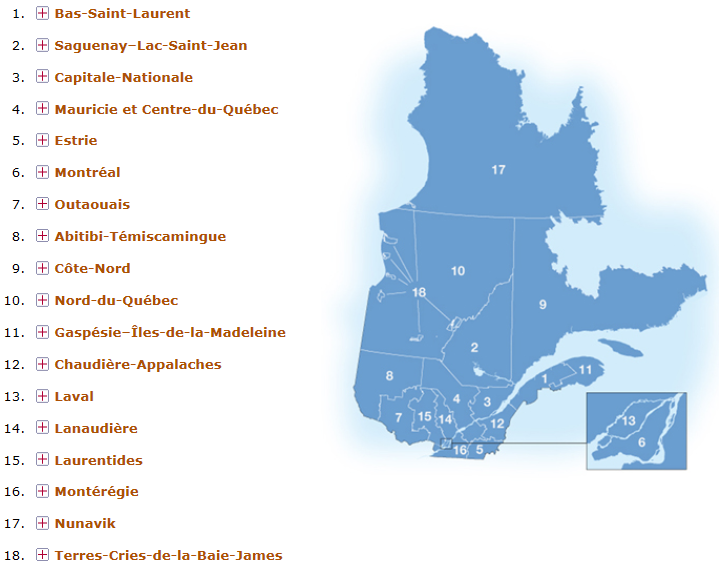 1. Bas-Saint-Laurent
2. Saguenay–Lac-Saint-Jean
3. Capitale-Nationale
4. Mauricie et Centre-du-Québec
5. Estrie
6. Montréal
7. Outaouais
8. Abitibi-Témiscamingue
9. Côte-Nord
10. Nord-du-Québec
11. Gaspésie–Îles-de-la-Madeleine
12. Chaudière-Appalaches
13. Laval
14. Lanaudière
15. Laurentides
16. Montérégie
17. Nunavik
18. Terres-Cries-de-la-Baie-James
17
10
18
9
2
8
1
11
4
3
7
15
14
12
13
6
16
5